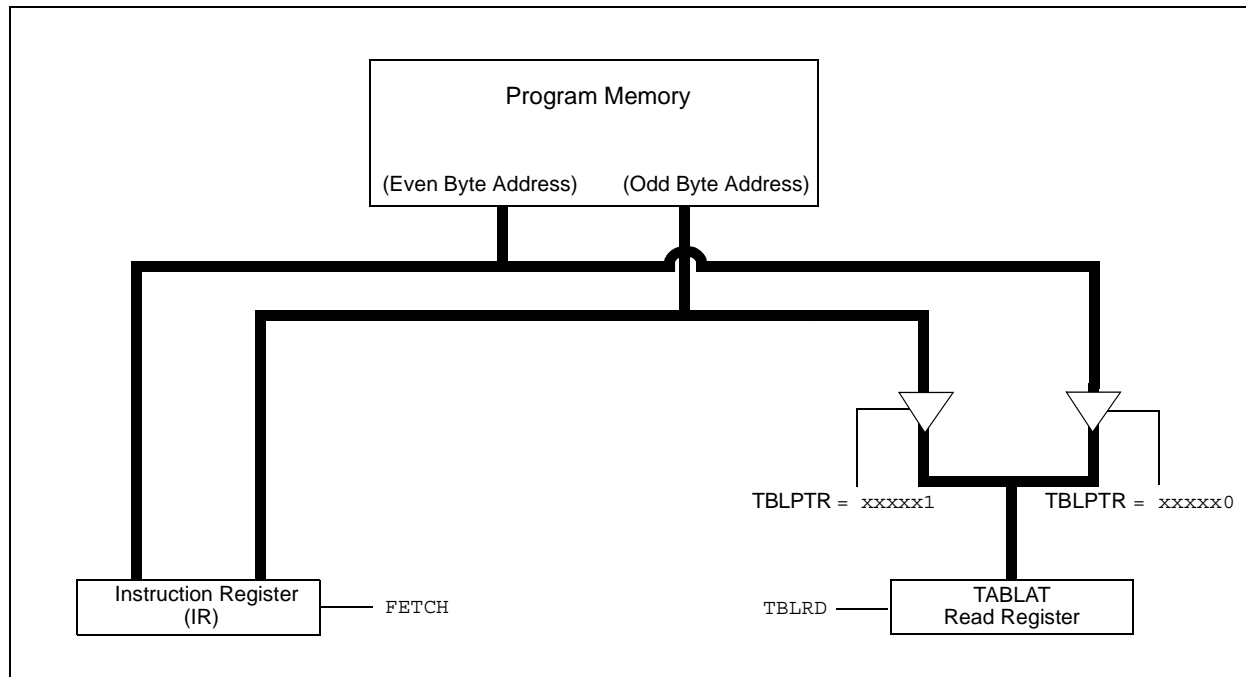 Program Memory
(Even Byte Address) (Odd Byte Address)
TBLPTR = xxxxx1
TBLPTR = xxxxx0
Instruction Register
(IR)
FETCH
TBLRD
TABLAT
Read Register